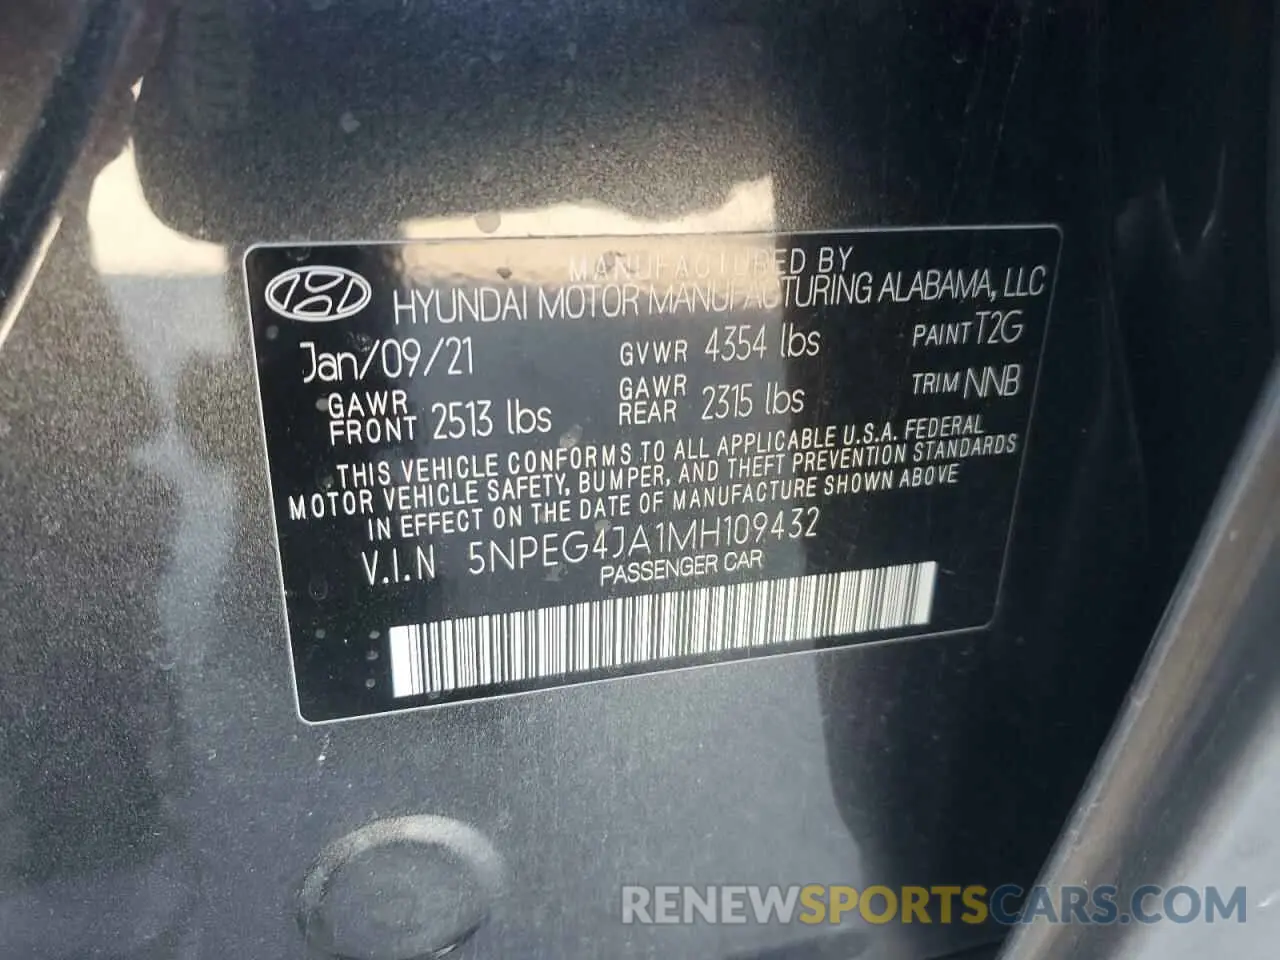 MANUFACTURED BY
HYUNDAI MOTOR MANUFACTURING ALABAMA, LLC
Jan/09/21 GVWR 4354 lbs PAINT T2G
GAWR FRONT 2513 lbs GAWR REAR 2315 lbs TRIM NNB
THIS VEHICLE CONFORMS TO ALL APPLICABLE U.S.A. FEDERAL
MOTOR VEHICLE SAFETY, BUMPER, AND THEFT PREVENTION STANDARDS
IN EFFECT ON THE DATE OF MANUFACTURE SHOWN ABOVE
V.I.N 5NPEG4JA1MH109432
PASSENGER CAR
RENEWSPORTSCARS.COM